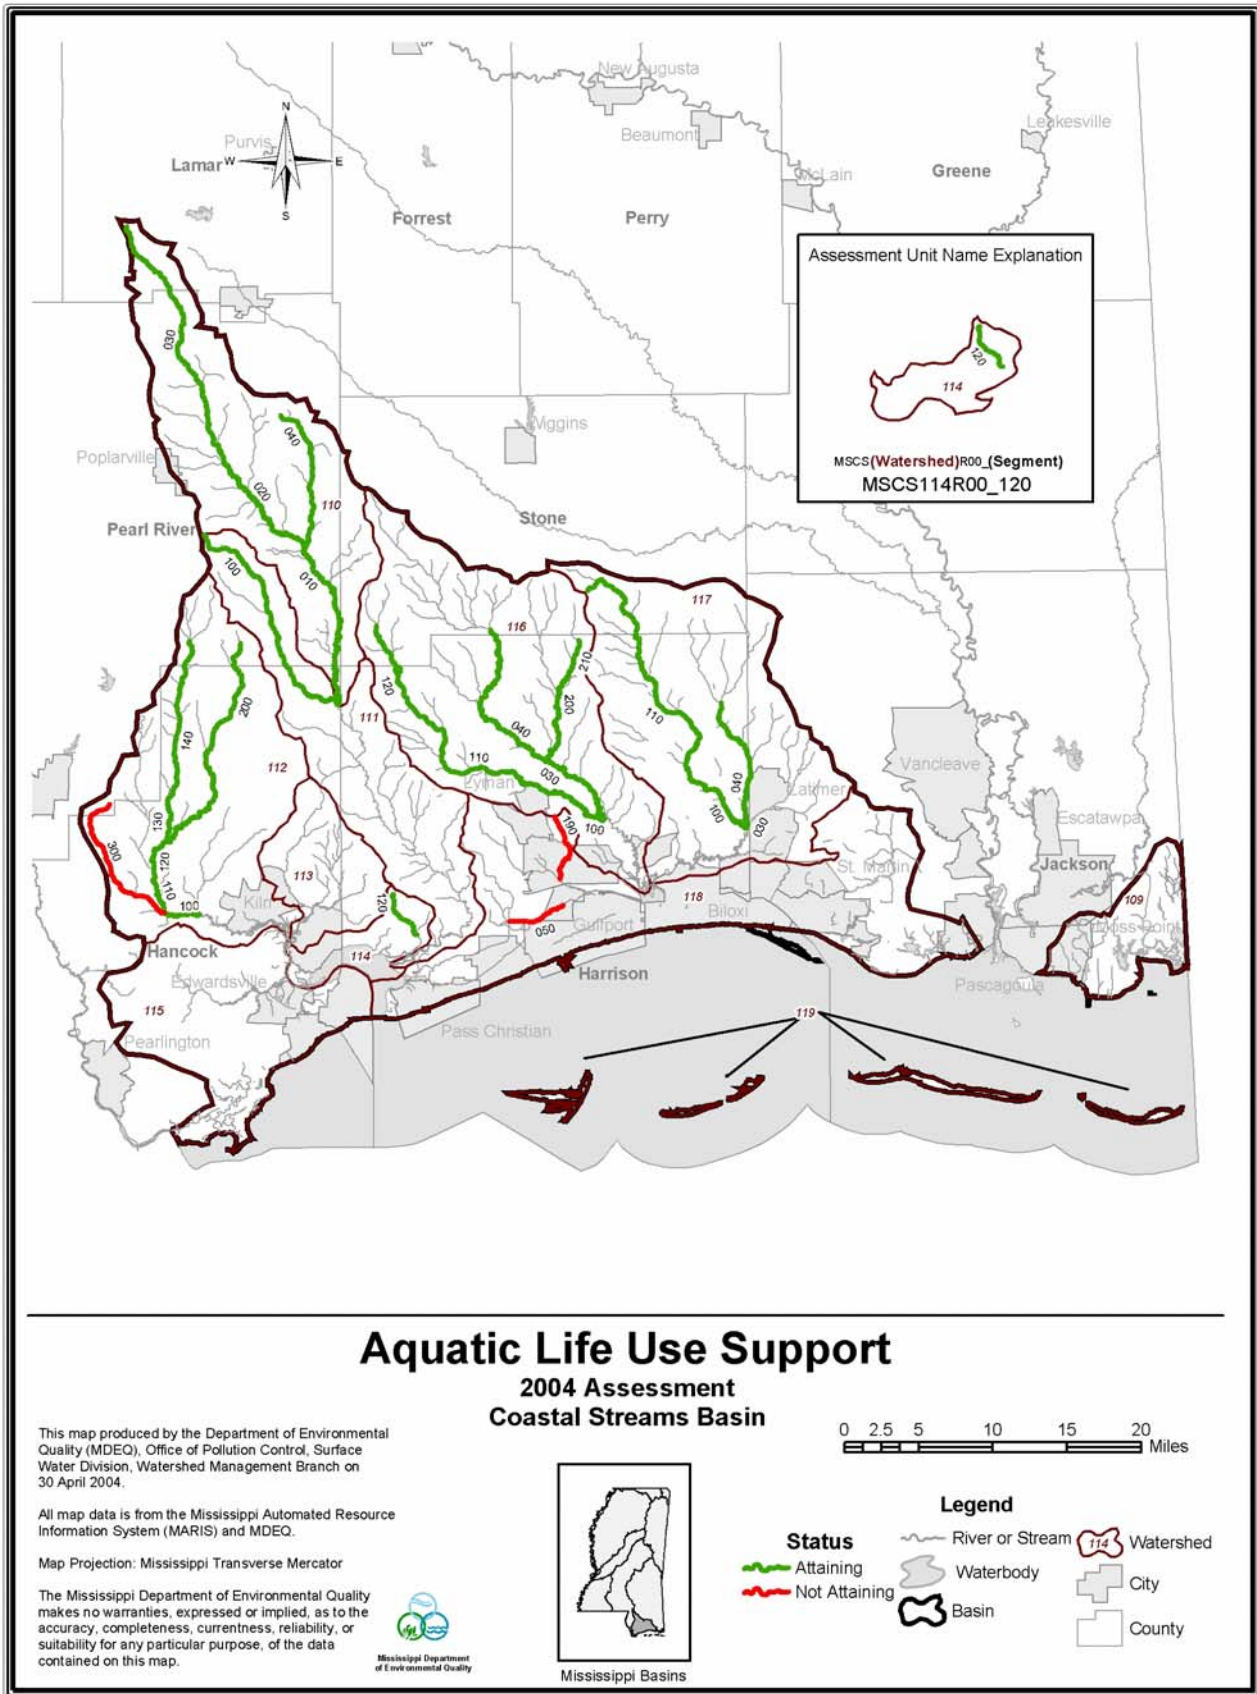 New Augusta
Beaumont
Leakesville
McLain
Purvis
N
W
E
S
Lamar
Forrest
Perry
Greene
Assessment Unit Name Explanation
120
114
MSCS(Watershed)R00_(Segment)
MSCS114R00_120
030
040
020
110
010
100
Poplarville
Pearl River
Wiggins
Stone
117
116
210
120
200
200
140
111
040
110
112
110
030
040
Lyman
100
190
100
030
Latimer
Vancleave
Escatawpa
Jackson
109
Moss Point
St. Martin
130
120
110
300
100
113
Kiln
120
118
Biloxi
050
Gulfport
Hancock
114
Harrison
Edwardsville
Pascagoula
115
119
Pearlington
Pass Christian
Aquatic Life Use Support
2004 Assessment
Coastal Streams Basin
This map produced by the Department of Environmental
Quality (MDEQ), Office of Pollution Control, Surface
Water Division, Watershed Management Branch on
30 April 2004.
All map data is from the Mississippi Automated Resource
Information System (MARIS) and MDEQ.
Map Projection: Mississippi Transverse Mercator
The Mississippi Department of Environmental Quality
makes no warranties, expressed or implied, as to the
accuracy, completeness, currentness, reliability, or
suitability for any particular purpose, of the data
contained on this map.
Mississippi Department
of Environmental Quality
Mississippi Basins
0 2.5 5 10 15 20
Miles
Legend
Status
Attaining
Not Attaining
River or Stream
Waterbody
Basin
114
Watershed
City
County